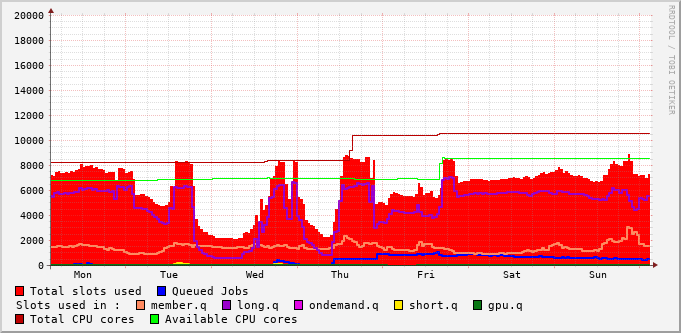 RRDTOOL / TOBI OETIKER
20000
18000
16000
14000
12000
10000
8000
6000
4000
2000
0
Mon Tue Wed Thu Fri Sat Sun
Total slots used Queued Jobs
Slots used in : member.q long.q ondemand.q short.q gpu.q
Total CPU cores Available CPU cores